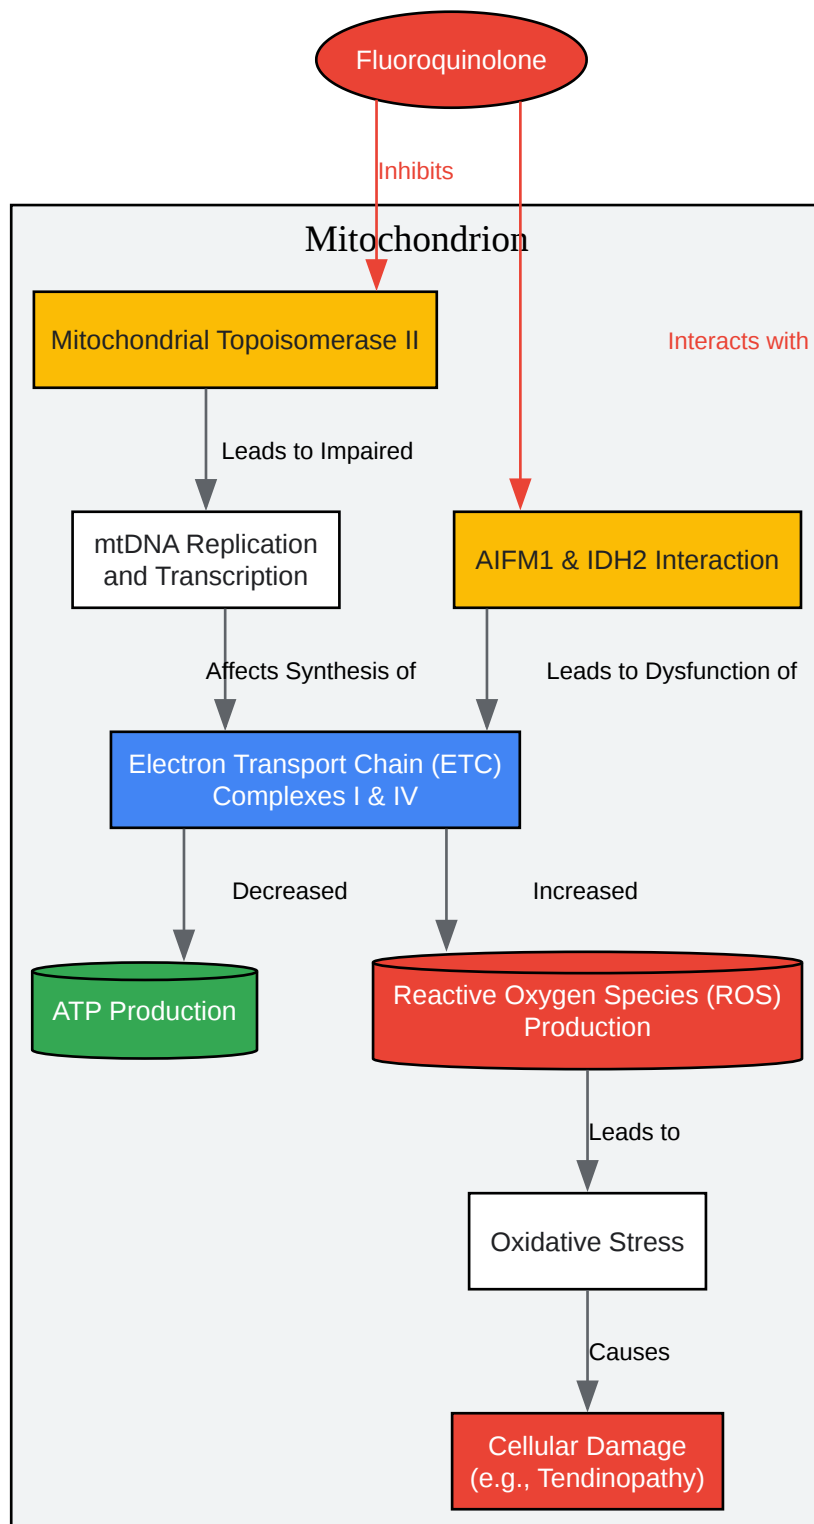 Fluoroquinolone
Inhibits
Mitochondrion
Mitochondrial Topoisomerase II
Interacts with
Leads to Impaired
mtDNA Replication
and Transcription
AIFM1 & IDH2 Interaction
Affects Synthesis of
Leads to Dysfunction of
Electron Transport Chain (ETC)
Complexes I & IV
Decreased
Increased
ATP Production
Reactive Oxygen Species (ROS)
Production
Leads to
Oxidative Stress
Causes
Cellular Damage
(e.g., Tendinopathy)